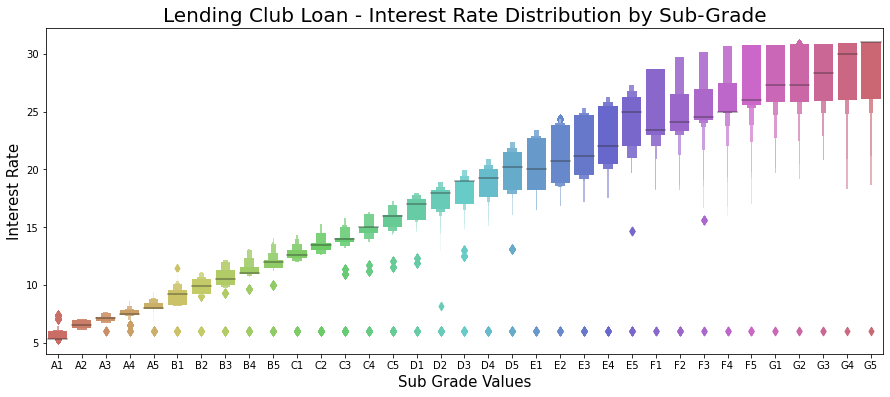 Lending Club Loan - Interest Rate Distribution by Sub-Grade
Interest Rate
30
25
20
15
10
5
A1 A2 A3 A4 A5 B1 B2 B3 B4 B5 C1 C2 C3 C4 C5 D1 D2 D3 D4 D5 E1 E2 E3 E4 E5 F1 F2 F3 F4 F5 G1 G2 G3 G4 G5
Sub Grade Values